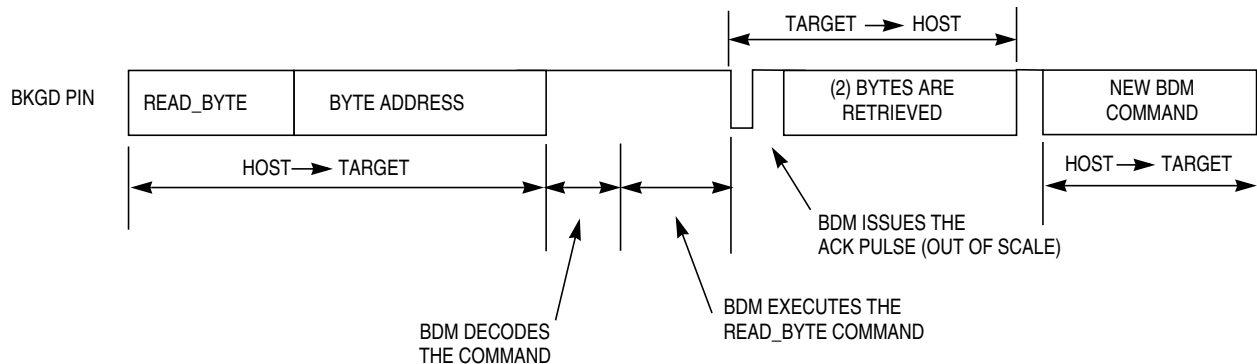 TARGET → HOST
BKGD PIN
READ_BYTE
BYTE ADDRESS
(2) BYTES ARE
RETRIEVED
NEW BDM
COMMAND
HOST → TARGET
HOST → TARGET
BDM ISSUES THE
ACK PULSE (OUT OF SCALE)
BDM EXECUTES THE
READ_BYTE COMMAND
BDM DECODES
THE COMMAND